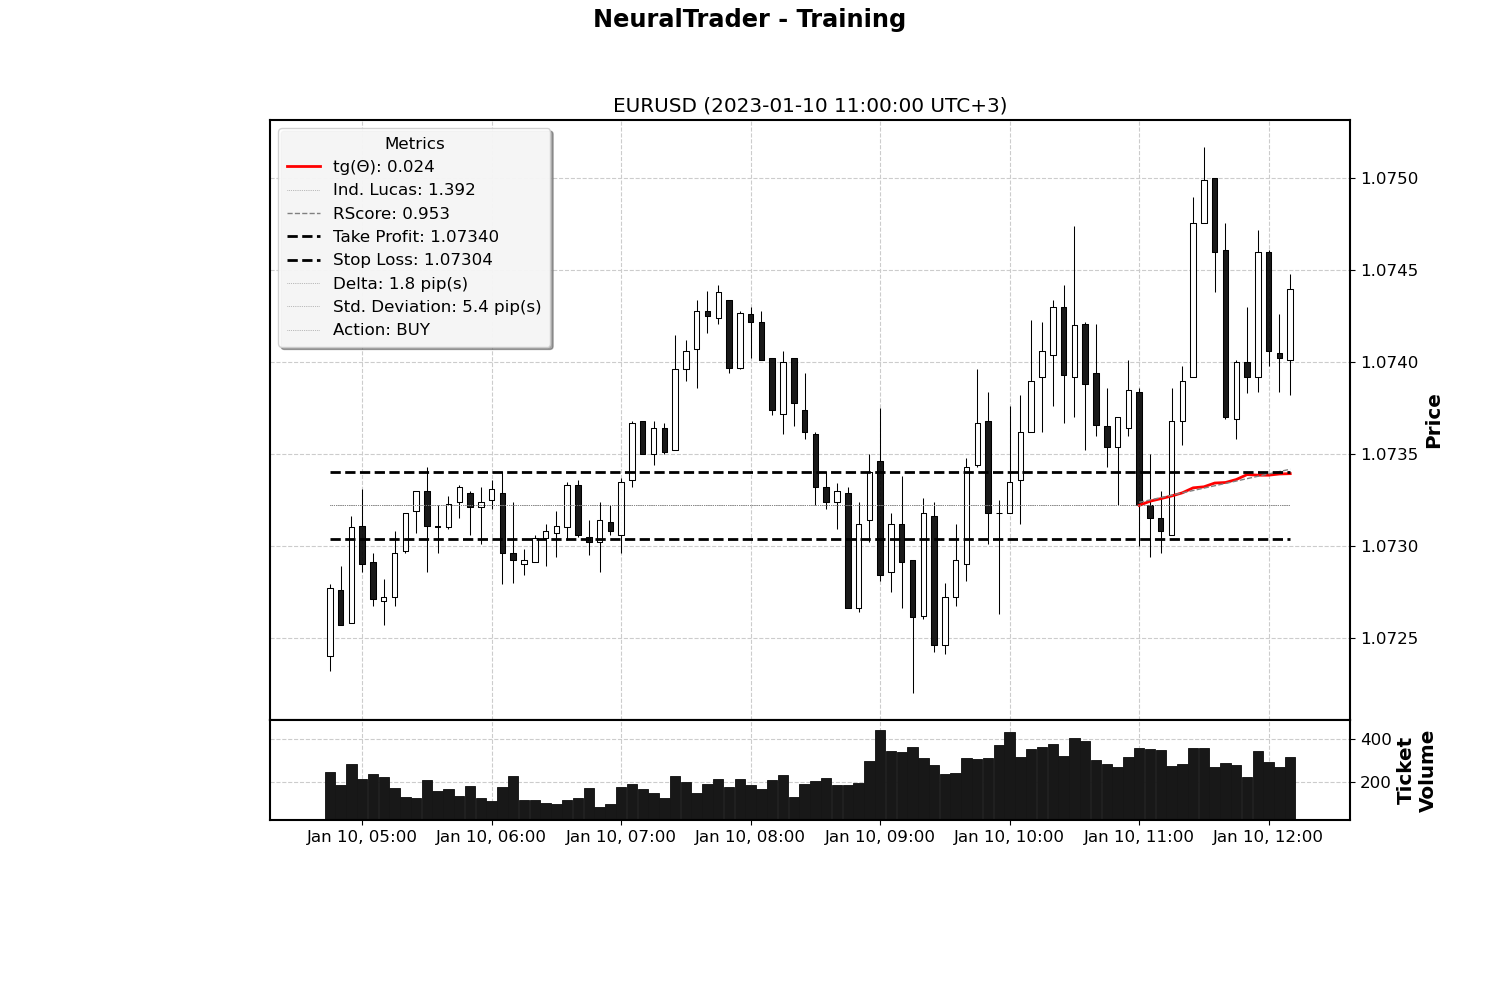 NeuralTrader - Training
EURUSD (2023-01-10 11:00:00 UTC+3)
Metrics
tg(Θ): 0.024
Ind. Lucas: 1.392
RScore: 0.953
Take Profit: 1.07340
Stop Loss: 1.07304
Delta: 1.8 pip(s)
Std. Deviation: 5.4 pip(s)
Action: BUY
1.0750
1.0745
1.0740
1.0735
1.0730
1.0725
Price
400
200
Ticket
Volume
Jan 10, 05:00
Jan 10, 06:00
Jan 10, 07:00
Jan 10, 08:00
Jan 10, 09:00
Jan 10, 10:00
Jan 10, 11:00
Jan 10, 12:00